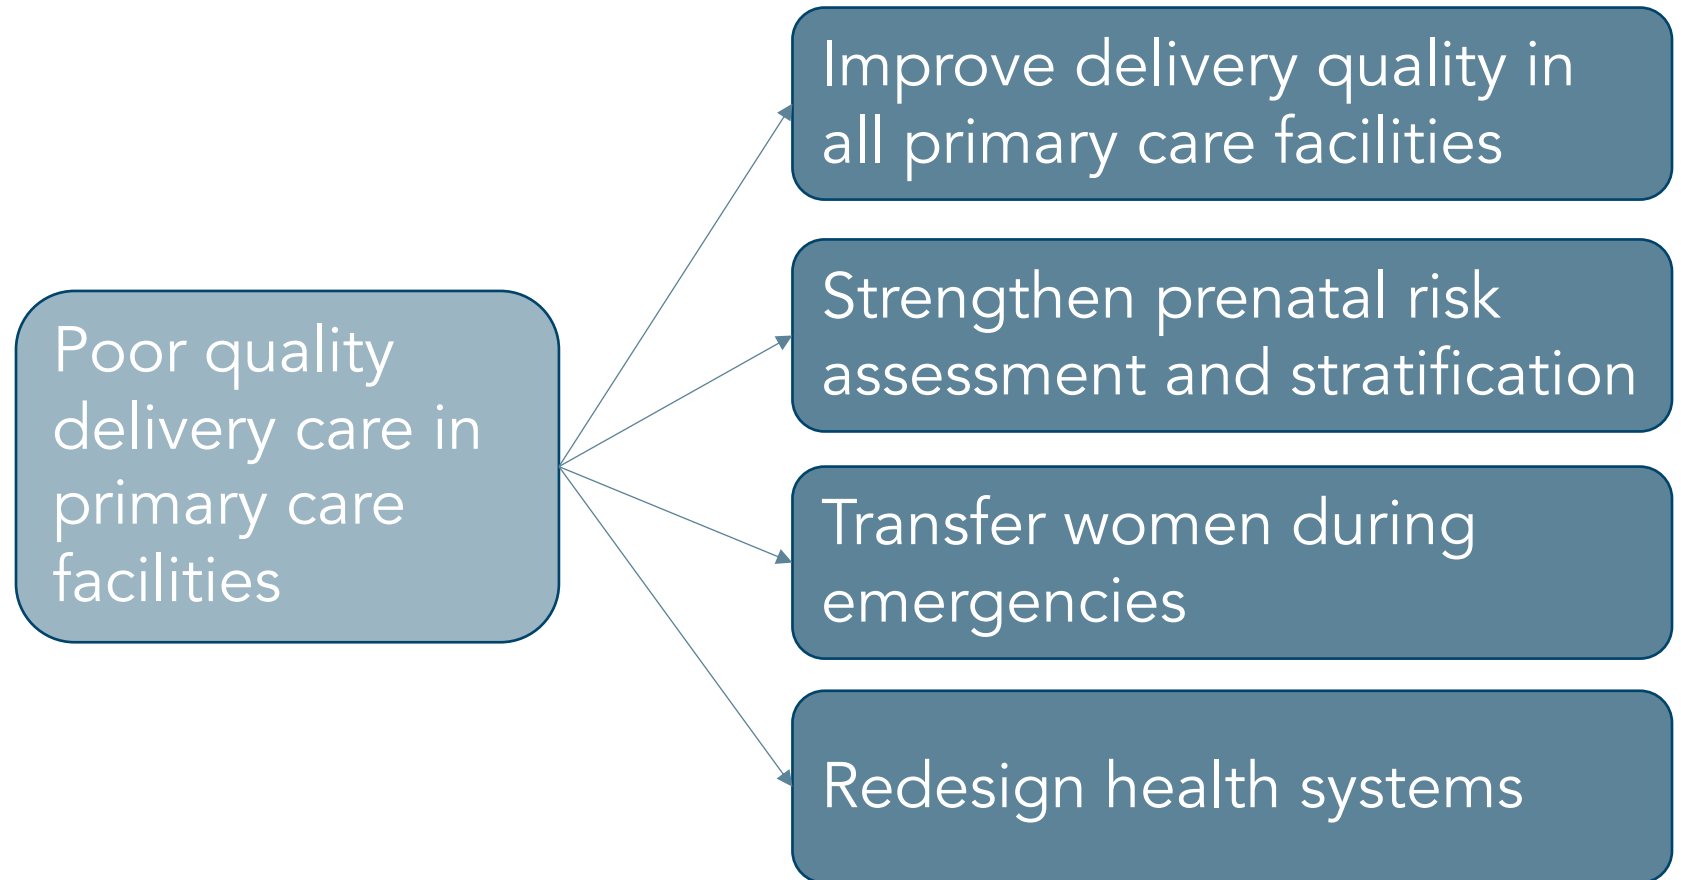 Poor quality
delivery care in
primary care
facilities
Improve delivery quality in
all primary care facilities
Strengthen prenatal risk
assessment and stratification
Transfer women during
emergencies
Redesign health systems